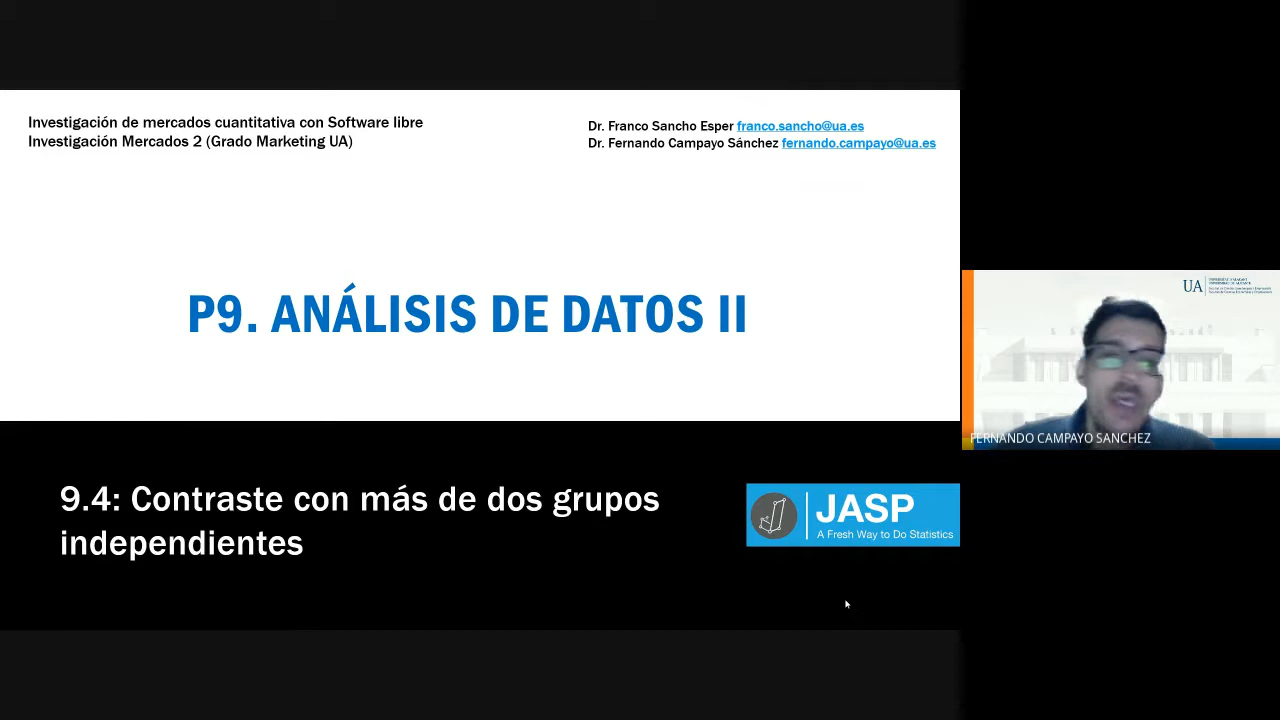 Investigación de mercados cuantitativa con Software libre
Investigación Mercados 2 (Grado Marketing UA)
Dr. Franco Sancho Esper franco.sancho@ua.es
Dr. Fernando Campayo Sánchez fernando.campayo@ua.es
P9. ANÁLISIS DE DATOS II
UA
FERNANDO CAMPAYO SANCHEZ
9.4: Contraste con más de dos grupos
independientes
JASP
A Fresh Way to Do Statistics